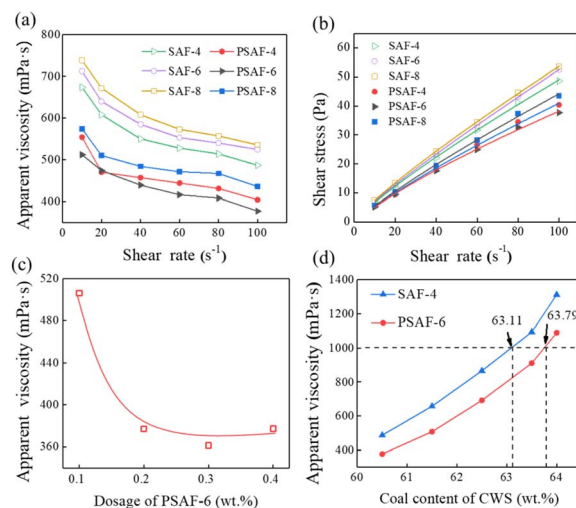 (a)
Apparent viscosity (mPa·s)
800
700
600
500
400
SAF-4 PSAF-4
SAF-6 PSAF-6
SAF-8 PSAF-8
0 20 40 60 80 100
Shear rate (s⁻¹)
(b)
Shear stress (Pa)
60
50
40
30
20
10
0
SAF-4
SAF-6
SAF-8
PSAF-4
PSAF-6
PSAF-8
0 20 40 60 80 100
Shear rate (s⁻¹)
(c)
Apparent viscosity (mPa·s)
520
480
440
400
360
0.1 0.2 0.3 0.4
Dosage of PSAF-6 (wt.%)
(d)
Apparent viscosity (mPa·s)
1400
1200
1000
800
600
400
SAF-4
PSAF-6
63.11
63.79
60 61 62 63 64
Coal content of CWS (wt.%)